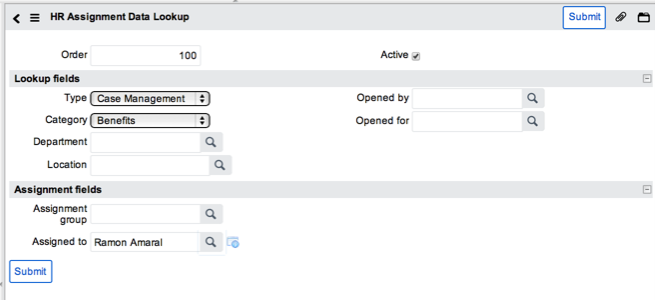 HR Assignment Data Lookup Submit
Order 100 Active
Lookup fields
Type Case Management Opened by
Category Benefits Opened for
Department
Location
Assignment fields
Assignment
group
Assigned to Ramon Amaral
Submit